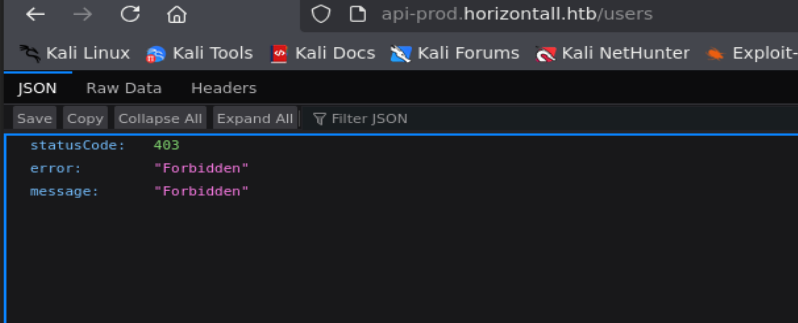 api-prod.horizontall.htb/users
Kali Linux Kali Tools Kali Docs Kali Forums Kali NetHunter Exploit-
JSON Raw Data Headers
Save Copy Collapse All Expand All Filter JSON
statusCode: 403
error: "Forbidden"
message: "Forbidden"